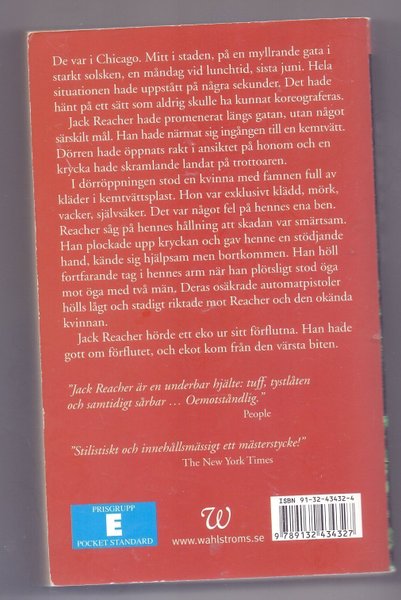 De var i Chicago. Mitt i staden, på en myllrande gata i
starkt solsken, en måndag vid lunchtid, sista juni. Hela
situationen hade uppstått på några sekunder. Det hade
hänt på ett sätt som aldrig skulle ha kunnat koreograferas.
Jack Reacher hade promenerat längs gatan, utan något
särskilt mål. Han hade närmat sig ingången till en kemtvätt.
Dörren hade öppnats rakt i ansiktet på honom och en
krycka hade skramlande landat på trottoaren.
I dörröppningen stod en kvinna med famnen full av
kläder i kemtvättsplast. Hon var exklusivt klädd, mörk,
vacker, självsäker. Det var något fel på hennes ena ben.
Reacher såg på hennes hållning att skadan var smärtsam.
Han plockade upp kryckan och gav henne en stödjande
hand, kände sig hjälpsam men bortkommen. Han höll
fortfarande tag i hennes arm när han plötsligt stod öga
mot öga med två män. Deras osäkrade automatpistoler
hölls lågt och stadigt riktade mot Reacher och den okända
kvinnan.
Jack Reacher hörde ett eko ur sitt förflutna. Han hade
gott om förflutet, och ekot kom från den värsta biten.
"Jack Reacher är en underbar hjälte: tuff, tystlåten
och samtidigt sårbar ... Oemotståndlig."
People
"Stilistiskt och innehållsmässigt ett mästerstycke!"
The New York Times
PRISGRUPP
E
POCKET STANDARD
W
www.wahlstroms.se
ISBN 91-32-43432-4
9 789132 434327